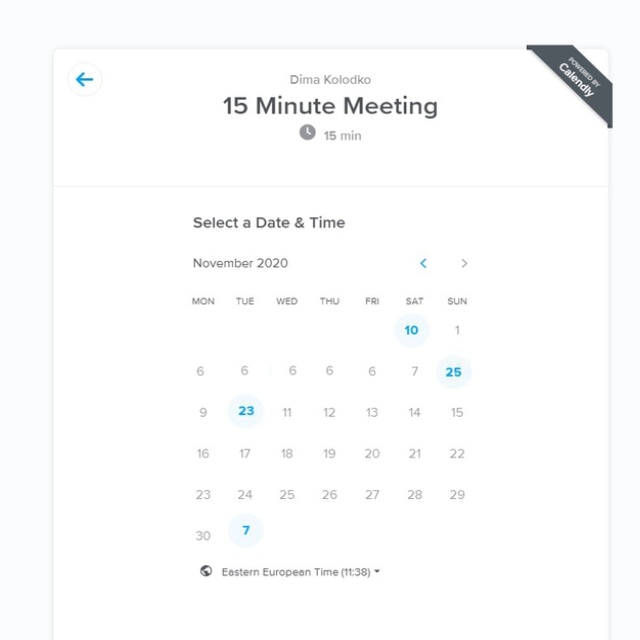 POWERED BY
Calendly
Dima Kolodko
15 Minute Meeting
15 min
Select a Date & Time
November 2020
MON TUE WED THU FRI SAT SUN
10 1
6 6 6 6 6 7 25
9 23 11 12 13 14 15
16 17 18 19 20 21 22
23 24 25 26 27 28 29
30 7
Eastern European Time (11:38)